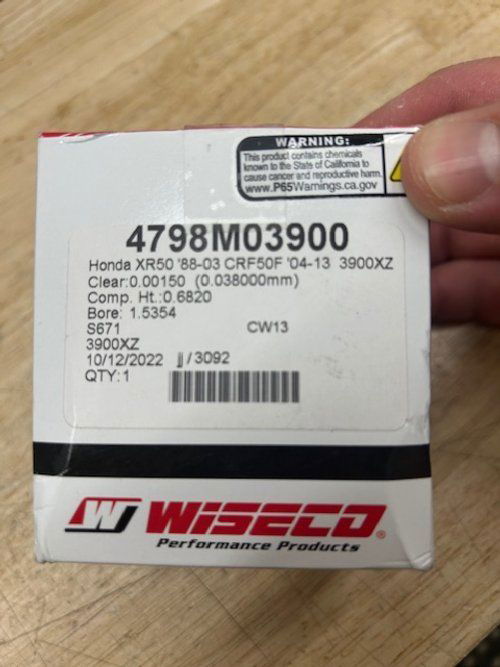 WARNING:
This product contains chemicals
known to the State of California to
cause cancer and reproductive harm.
www.P65Warnings.ca.gov
4798M03900
Honda XR50 '88-03 CRF50F '04-13 3900XZ
Clear:0.00150 (0.038000mm)
Comp. Ht.:0.6820
Bore: 1.5354
S671 CW13
3900XZ
10/12/2022 jj/3092
QTY:1
W WISECO®
Performance Products